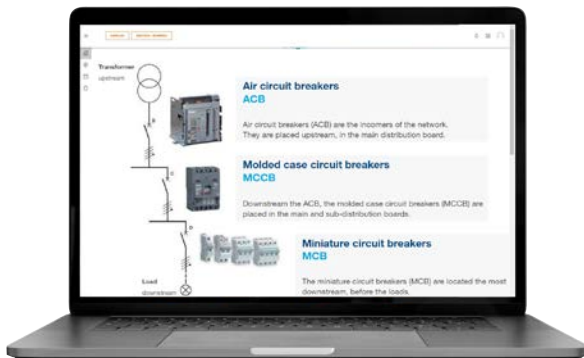 Transformer
upstream
Air circuit breakers
ACB
Air circuit breakers (ACB) are the incomers of the network.
They are placed upstream, in the main distribution board.
Molded case circuit breakers
MCCB
Downstream the ACB, the molded case circuit breakers (MCCB) are
placed in the main and sub-distribution boards.
Miniature circuit breakers
MCB
The miniature circuit breakers (MCB) are located the most
downstream, before the loads.
Load
downstream